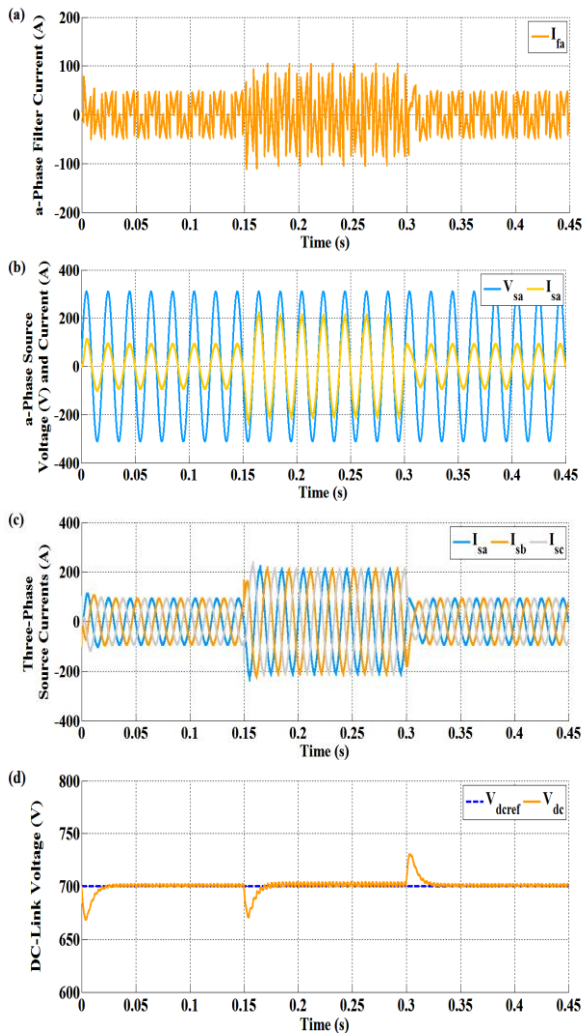 (a)
a-Phase Filter Current (A)
200
100
0
-100
-200
I_fa
0 0.05 0.1 0.15 0.2 0.25 0.3 0.35 0.4 0.45
Time (s)
(b)
a-Phase Source
Voltage (V) and Current (A)
400
200
0
-200
-400
V_sa I_sa
0 0.05 0.1 0.15 0.2 0.25 0.3 0.35 0.4 0.45
Time (s)
(c)
Three-Phase
Source Currents (A)
400
200
0
-200
-400
I_sa I_sb I_sc
0 0.05 0.1 0.15 0.2 0.25 0.3 0.35 0.4 0.45
Time (s)
(d)
DC-Link Voltage (V)
800
750
700
650
600
V_dcref V_dc
0 0.05 0.1 0.15 0.2 0.25 0.3 0.35 0.4 0.45
Time (s)